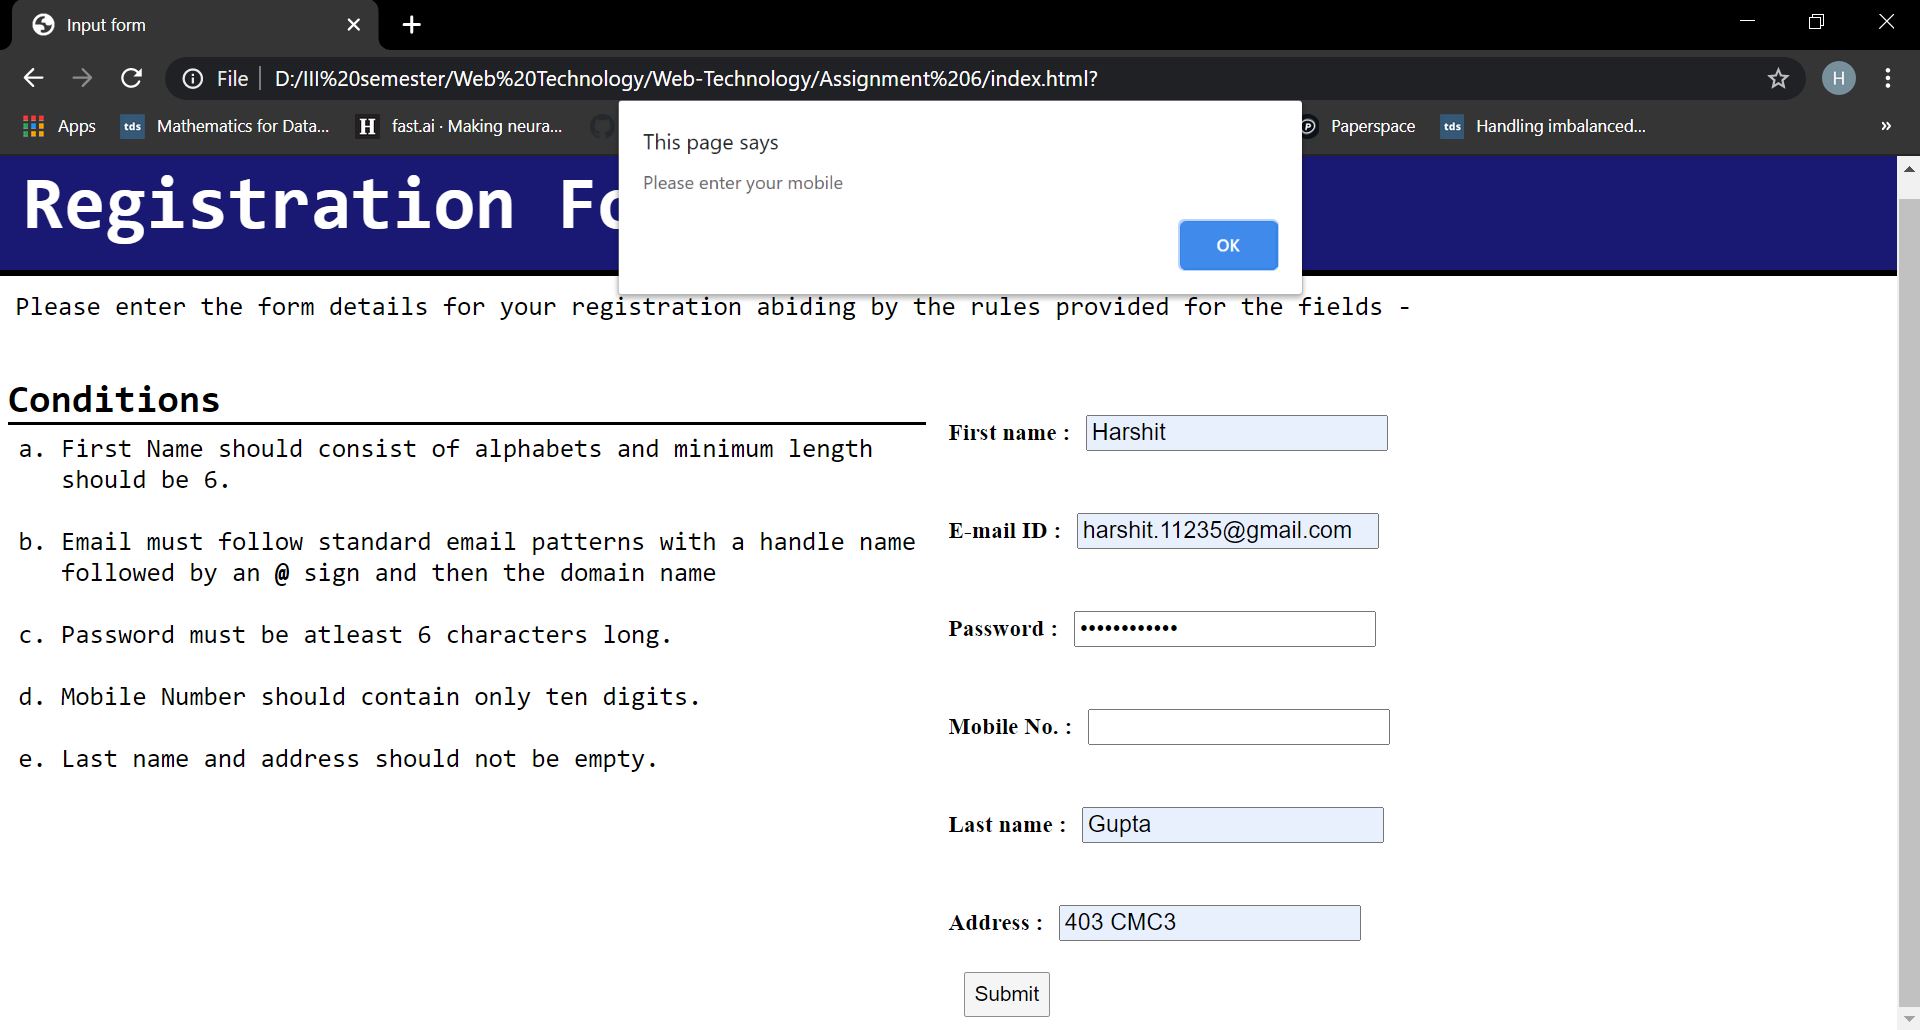 Input form
File D:/III%20semester/Web%20Technology/Web-Technology/Assignment%206/index.html?
H
Apps tds Mathematics for Data... H fast.ai · Making neura... P Paperspace tds Handling imbalanced... »
This page says
Please enter your mobile
OK
Registration Fo
Please enter the form details for your registration abiding by the rules provided for the fields -
Conditions
a. First Name should consist of alphabets and minimum length
should be 6.
b. Email must follow standard email patterns with a handle name
followed by an @ sign and then the domain name
c. Password must be atleast 6 characters long.
d. Mobile Number should contain only ten digits.
e. Last name and address should not be empty.
First name : Harshit
E-mail ID : harshit.11235@gmail.com
Password : ••••••••••••
Mobile No. :
Last name : Gupta
Address : 403 CMC3
Submit